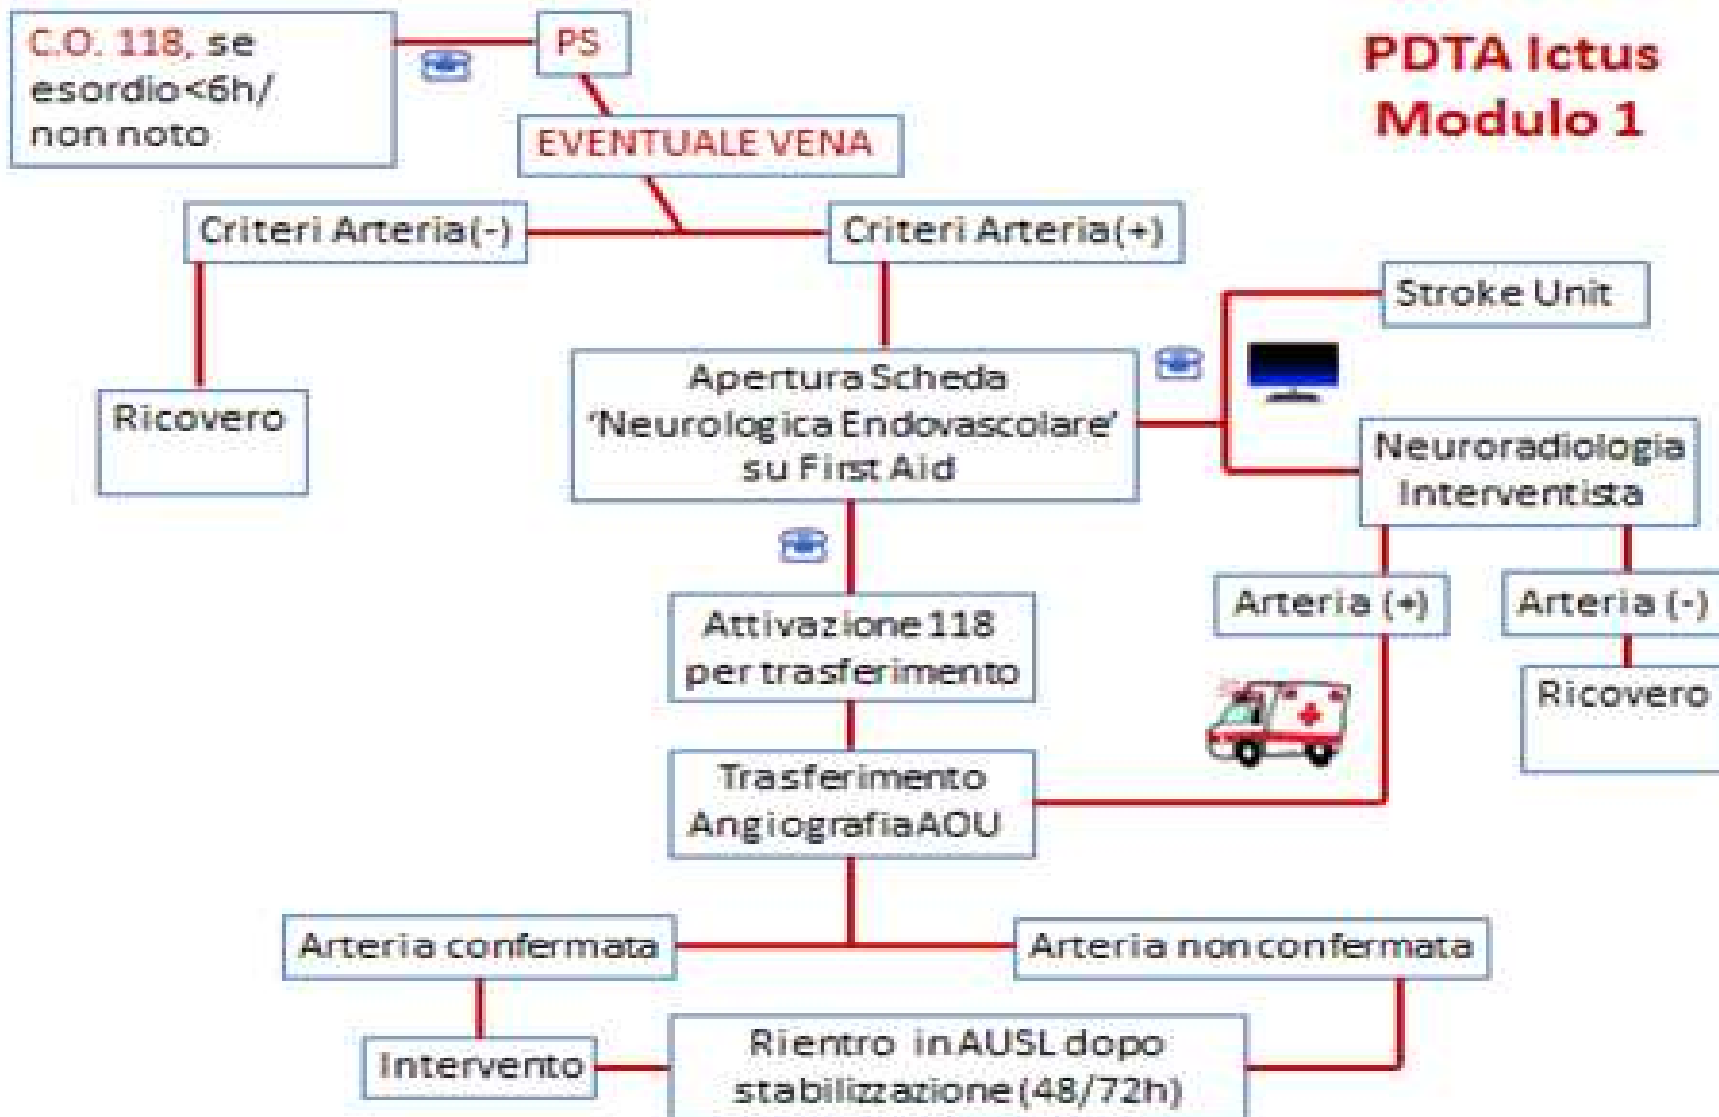 PDTA Ictus
Modulo 1
C.O. 118, se
esordio<6h/
non noto
PS
EVENTUALE VENA
Criteri Arteria(-)
Criteri Arteria(+)
Stroke Unit
Ricovero
Apertura Scheda
‘Neurologica Endovascolare’
su First Aid
Neuroradiologia
Interventista
Attivazione 118
per trasferimento
Arteria (+)
Arteria (-)
Ricovero
Trasferimento
Angiografia AOU
Arteria confermata
Arteria non confermata
Intervento
Rientro in AUSL dopo
stabilizzazione (48/72h)